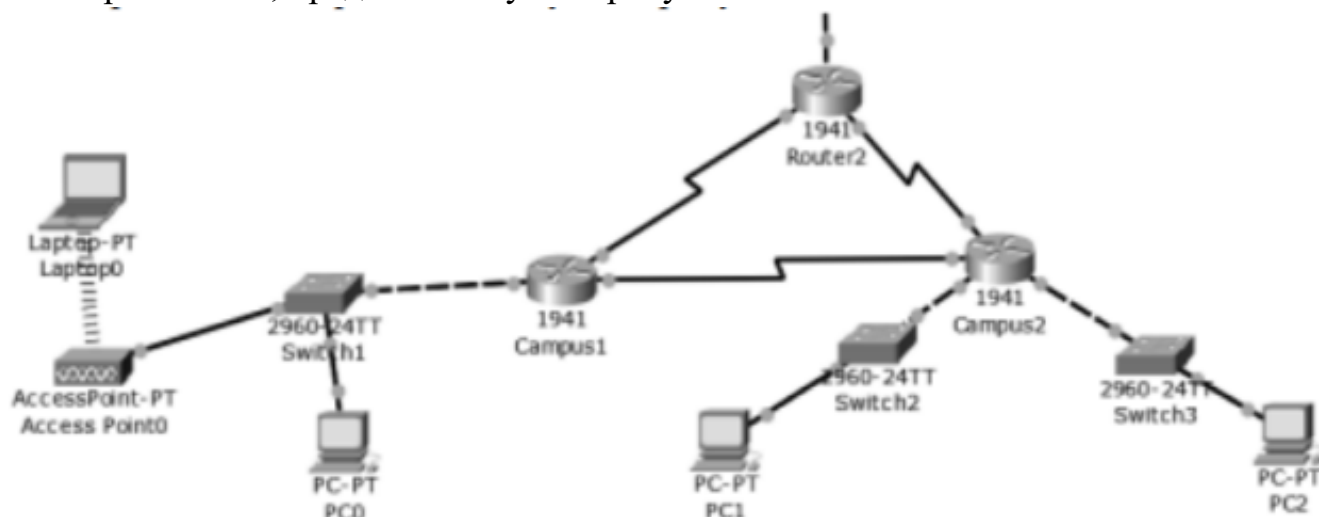 1941
Router2
Laptop-PT
Laptop0
2960-24TT
Switch1
1941
Campus1
1941
Campus2
AccessPoint-PT
Access Point0
2960-24TT
Switch2
2960-24TT
Switch3
PC-PT
PC0
PC-PT
PC1
PC-PT
PC2